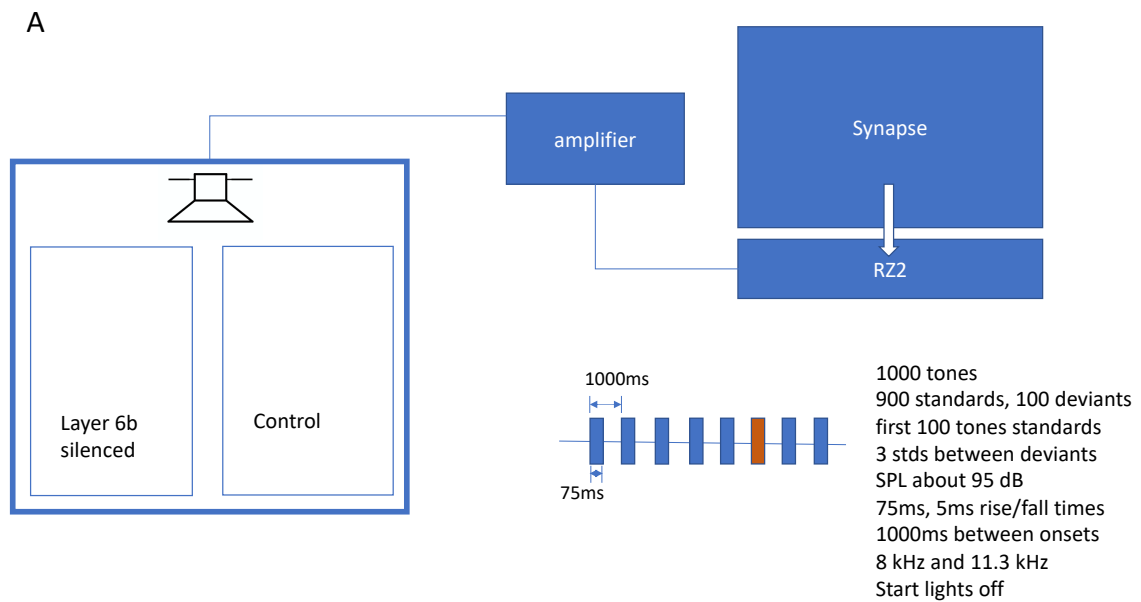 A
amplifier
Synapse
RZ2
Layer 6b
silenced
Control
1000ms
75ms
1000 tones
900 standards, 100 deviants
first 100 tones standards
3 stds between deviants
SPL about 95 dB
75ms, 5ms rise/fall times
1000ms between onsets
8 kHz and 11.3 kHz
Start lights off